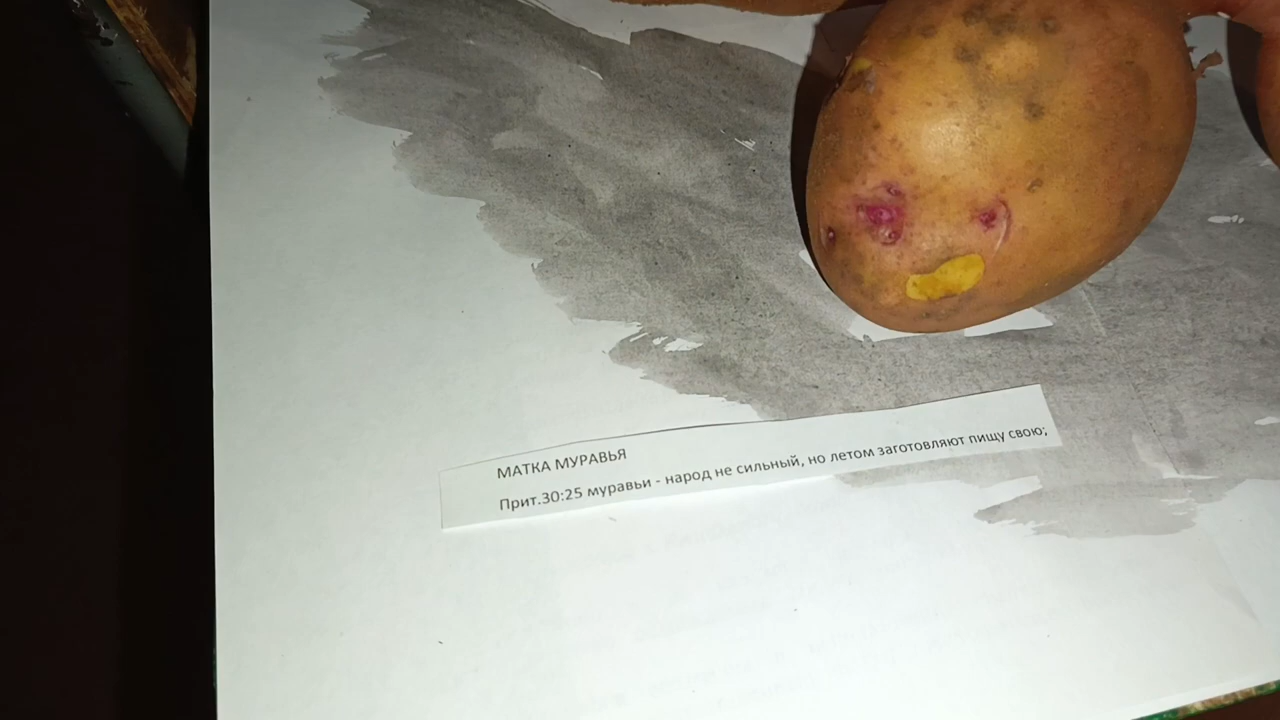 МАТКА МУРАВЬЯ
Прит.30:25 муравьи - народ не сильный, но летом заготовляют пищу свою;